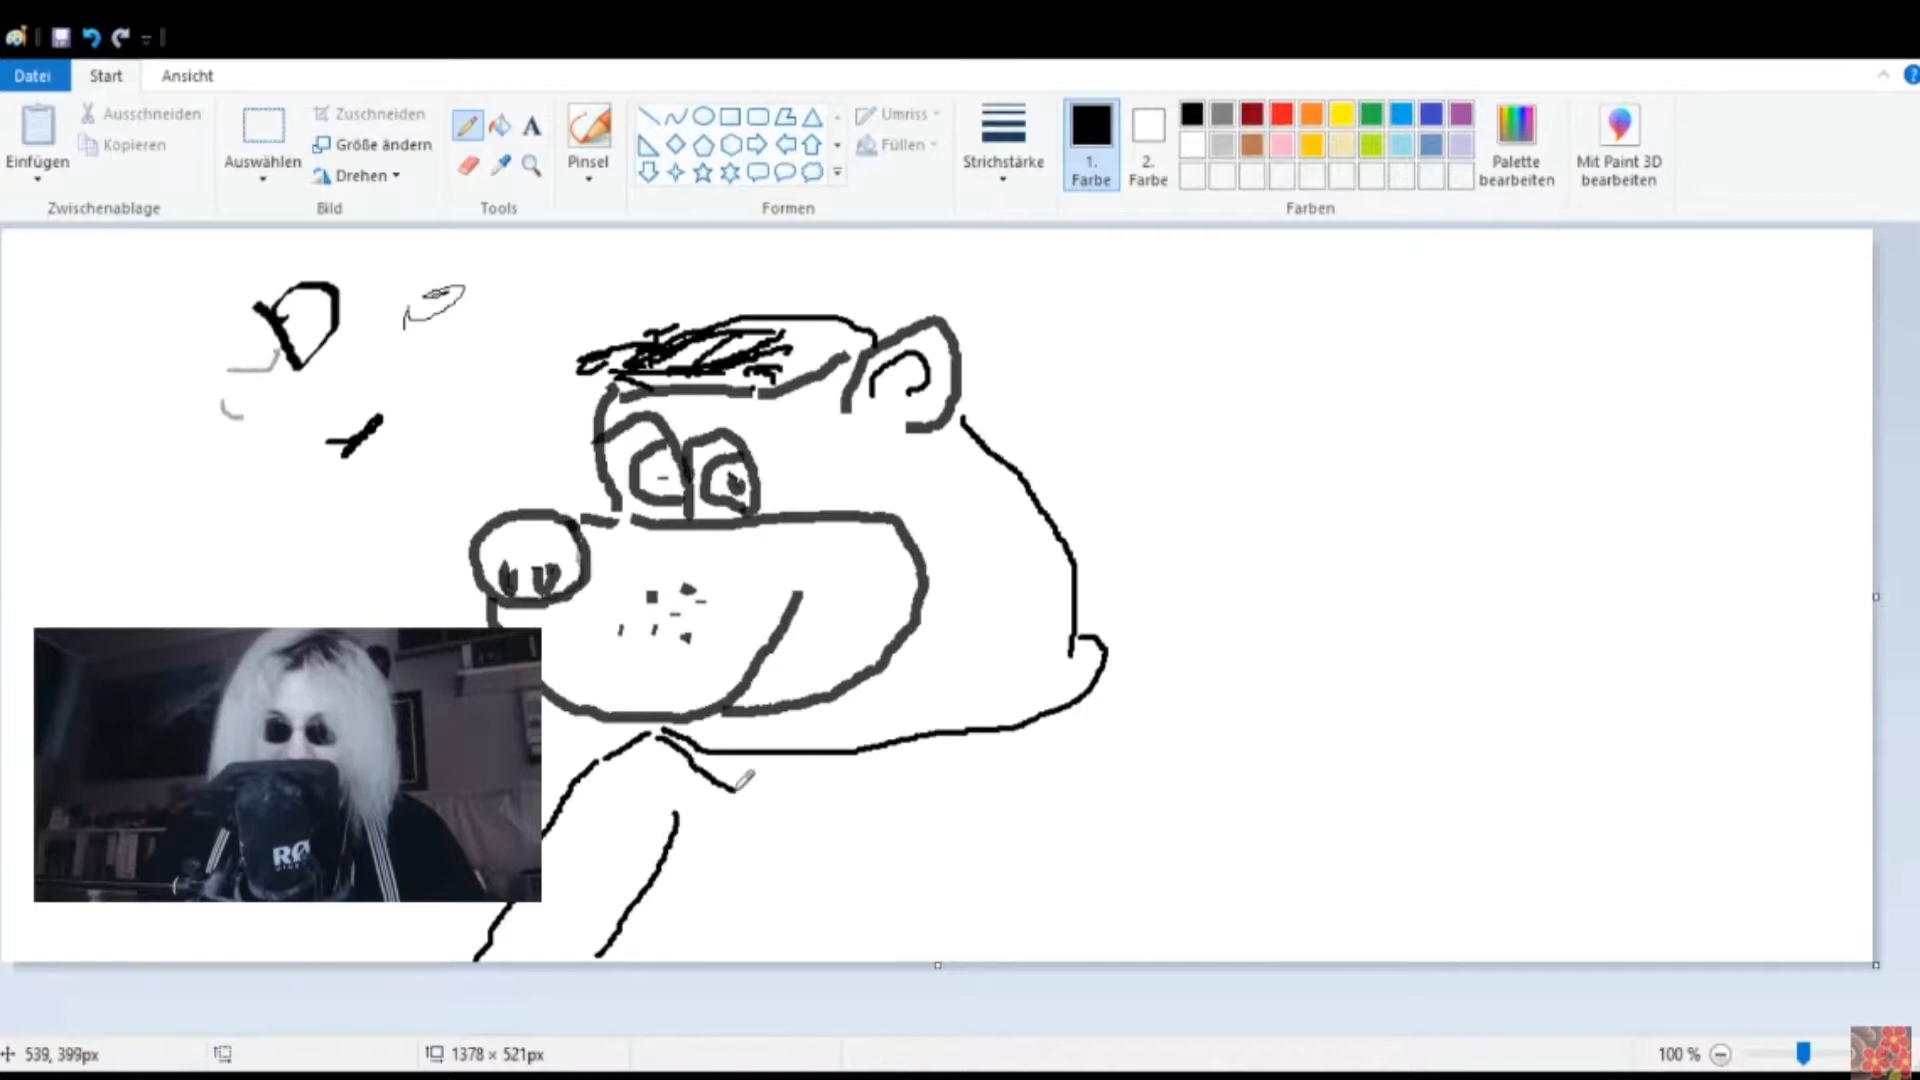 Datei Start Ansicht
Ausschneiden Zuschneiden Umriss
Kopieren Größe ändern Füllen
Einfügen Auswählen Drehen Pinsel Strichstärke 1. Farbe 2. Farbe Palette bearbeiten Mit Paint 3D bearbeiten
Zwischenablage Bild Tools Formen Farben
RØ
539, 399px 1378 × 521px 100 %